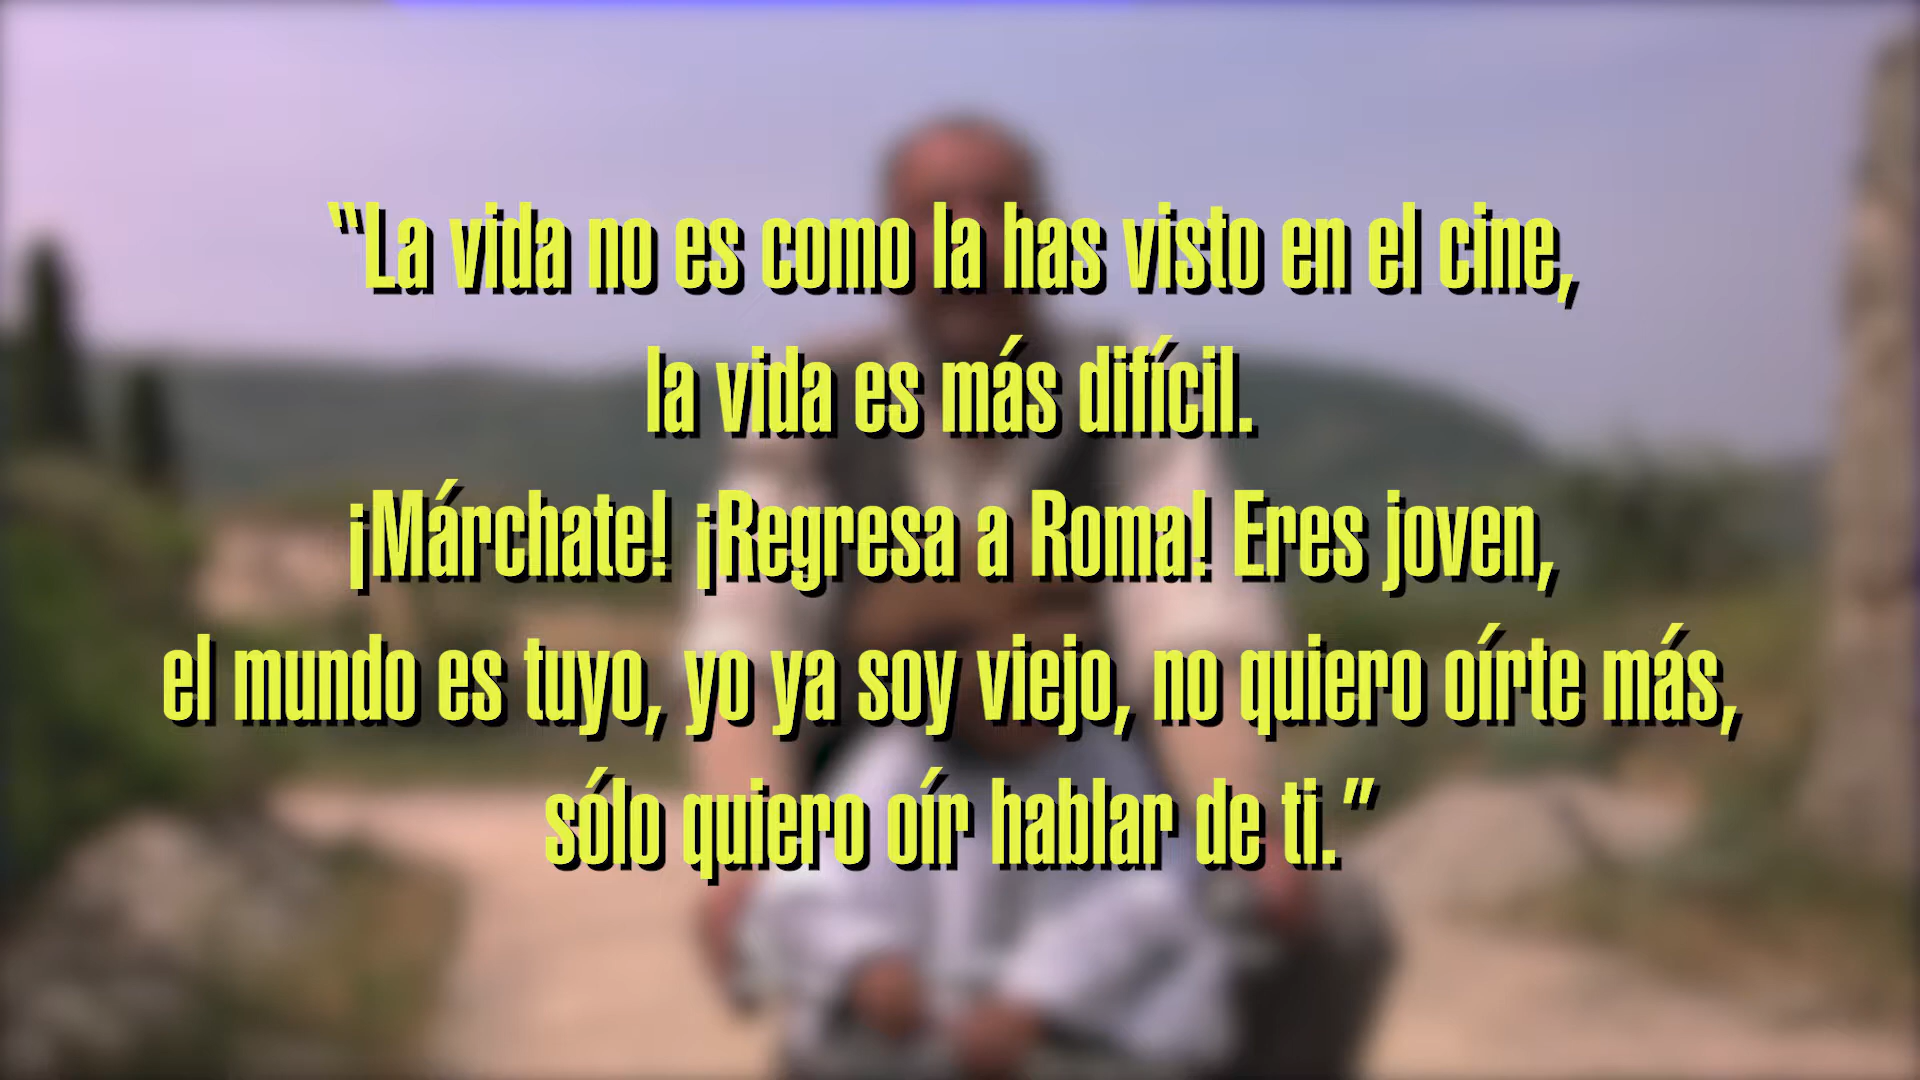 “La vida no es como la has visto en el cine,
la vida es más difícil.
¡Márchate! ¡Regresa a Roma! Eres joven,
el mundo es tuyo, yo ya soy viejo, no quiero oírte más,
sólo quiero oír hablar de ti.”